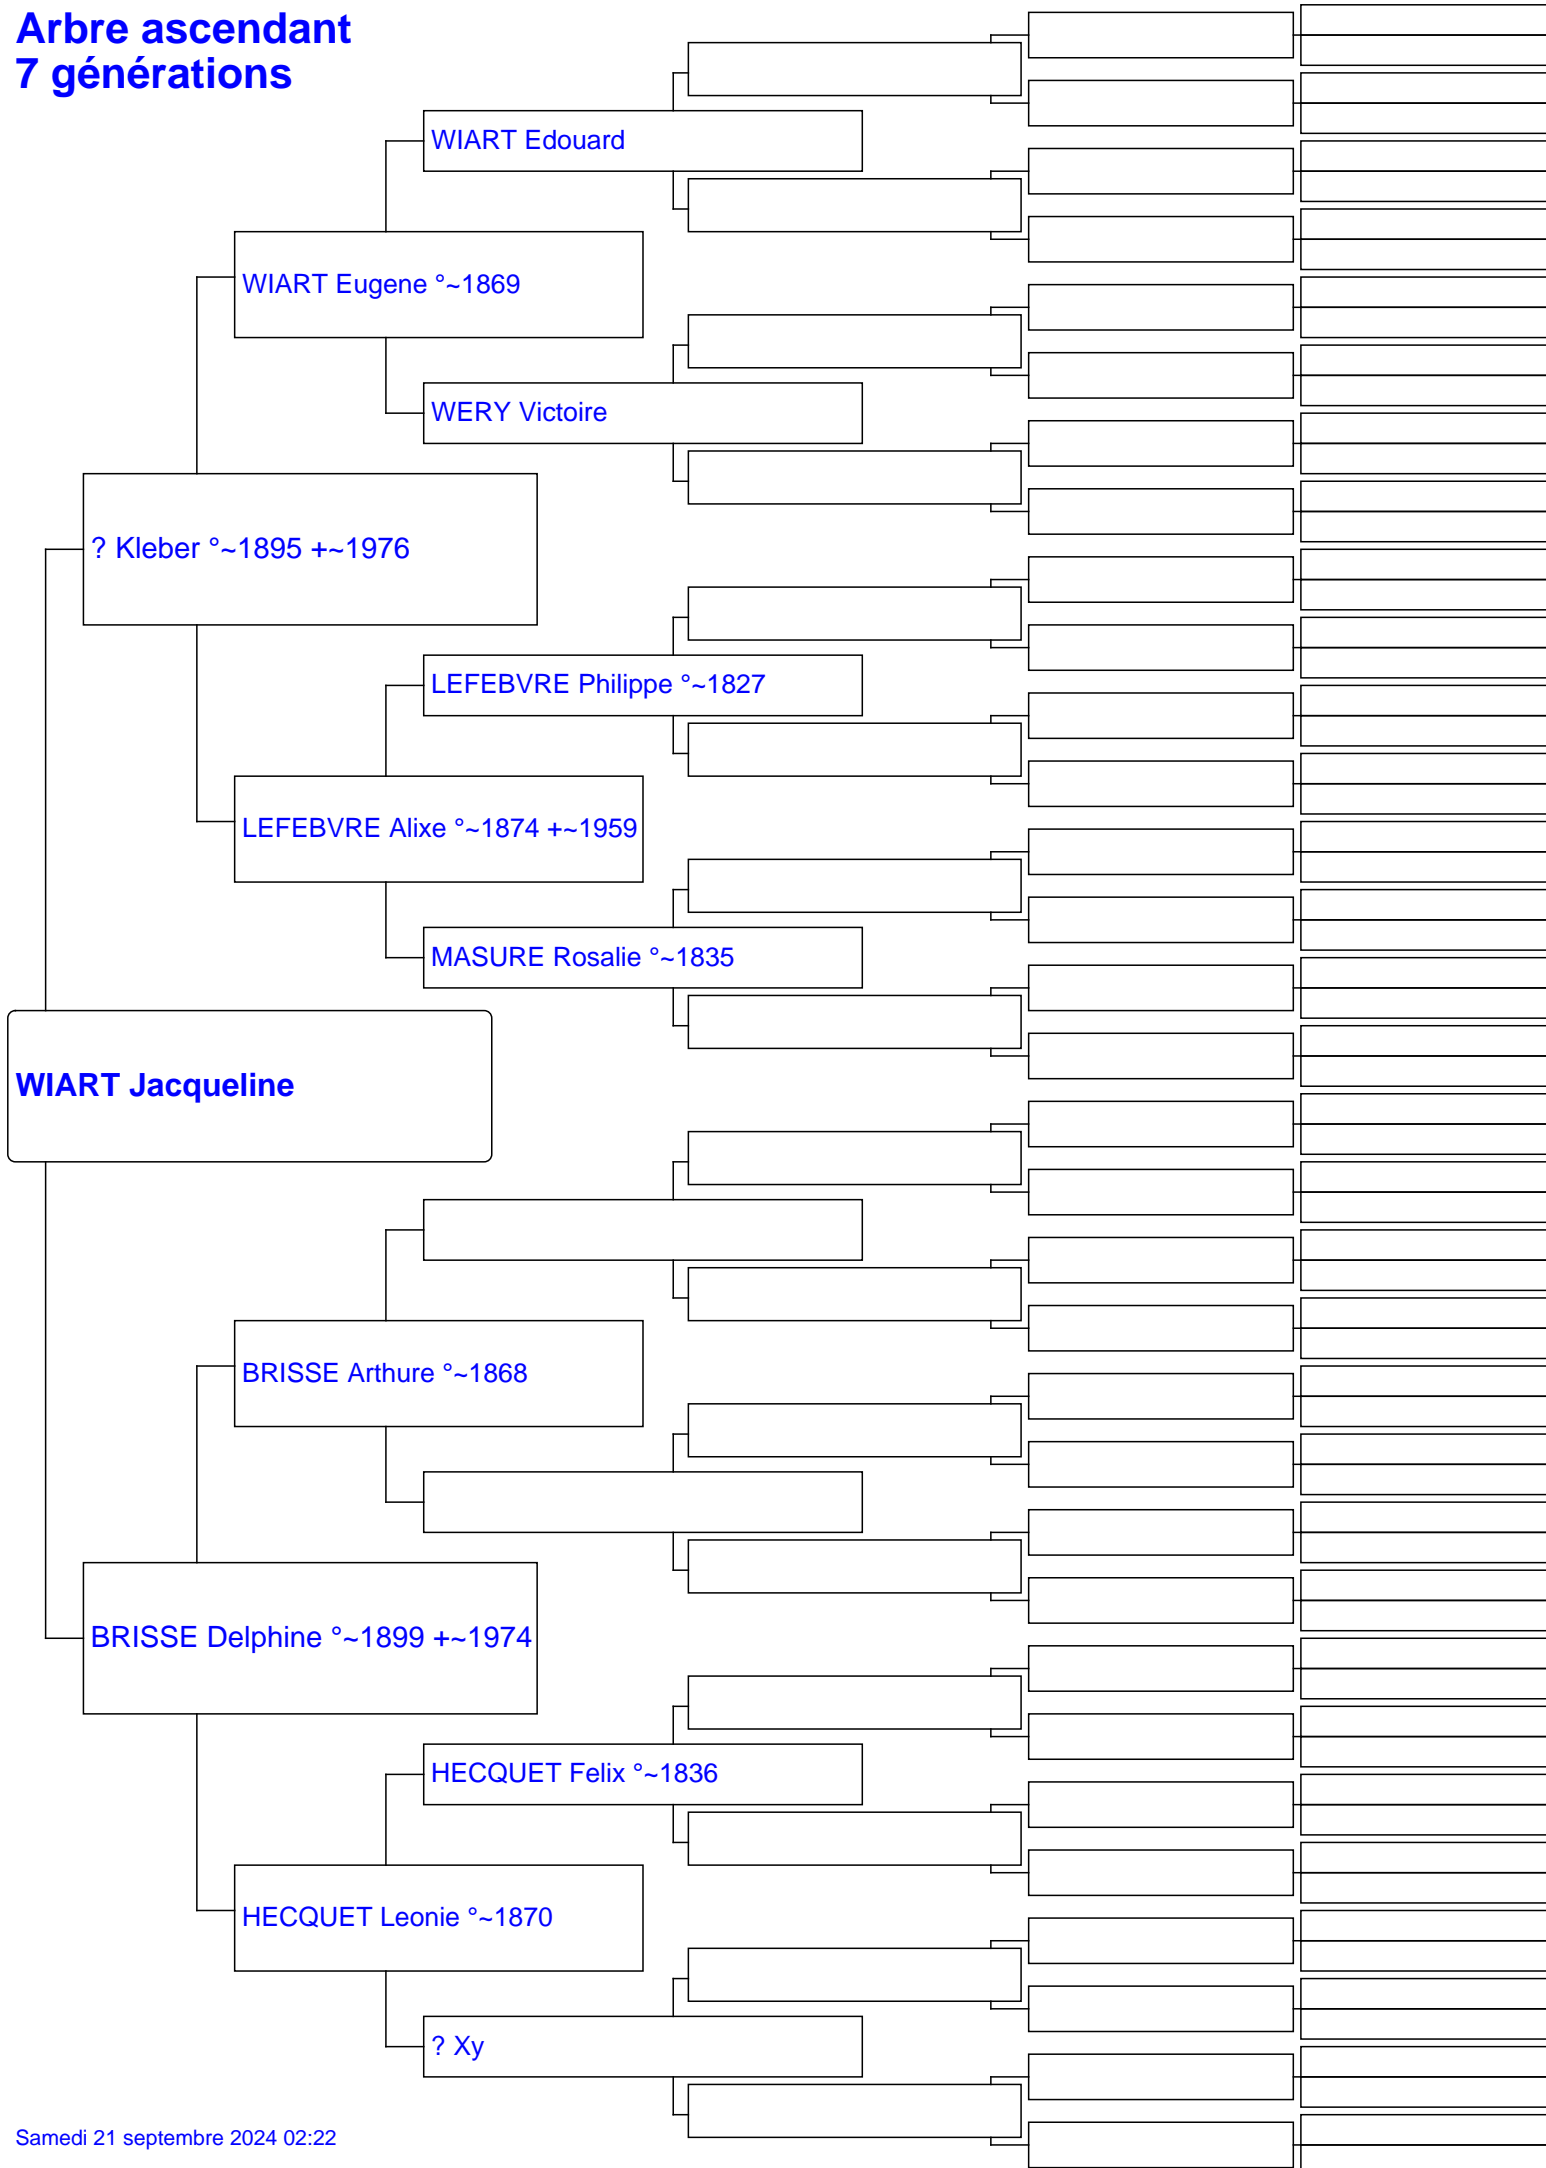 Arbre ascendant
7 générations
WIART Edouard
WIART Eugene °~1869
WERY Victoire
? Kleber °~1895 +~1976
LEFEBVRE Philippe °~1827
LEFEBVRE Alixe °~1874 +~1959
MASURE Rosalie °~1835
WIART Jacqueline
BRISSE Arthure °~1868
BRISSE Delphine °~1899 +~1974
HECQUET Felix °~1836
HECQUET Leonie °~1870
? Xy
Samedi 21 septembre 2024 02:22